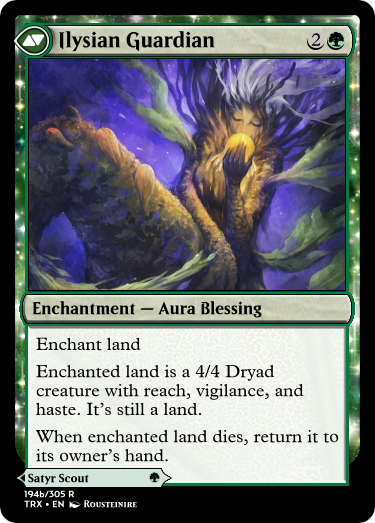 Ilysian Guardian 2
Enchantment — Aura Blessing
Enchant land
Enchanted land is a 4/4 Dryad
creature with reach, vigilance, and
haste. It's still a land.
When enchanted land dies, return it to
its owner's hand.
Satyr Scout
194b/305 R
TRX • EN Rousteinire